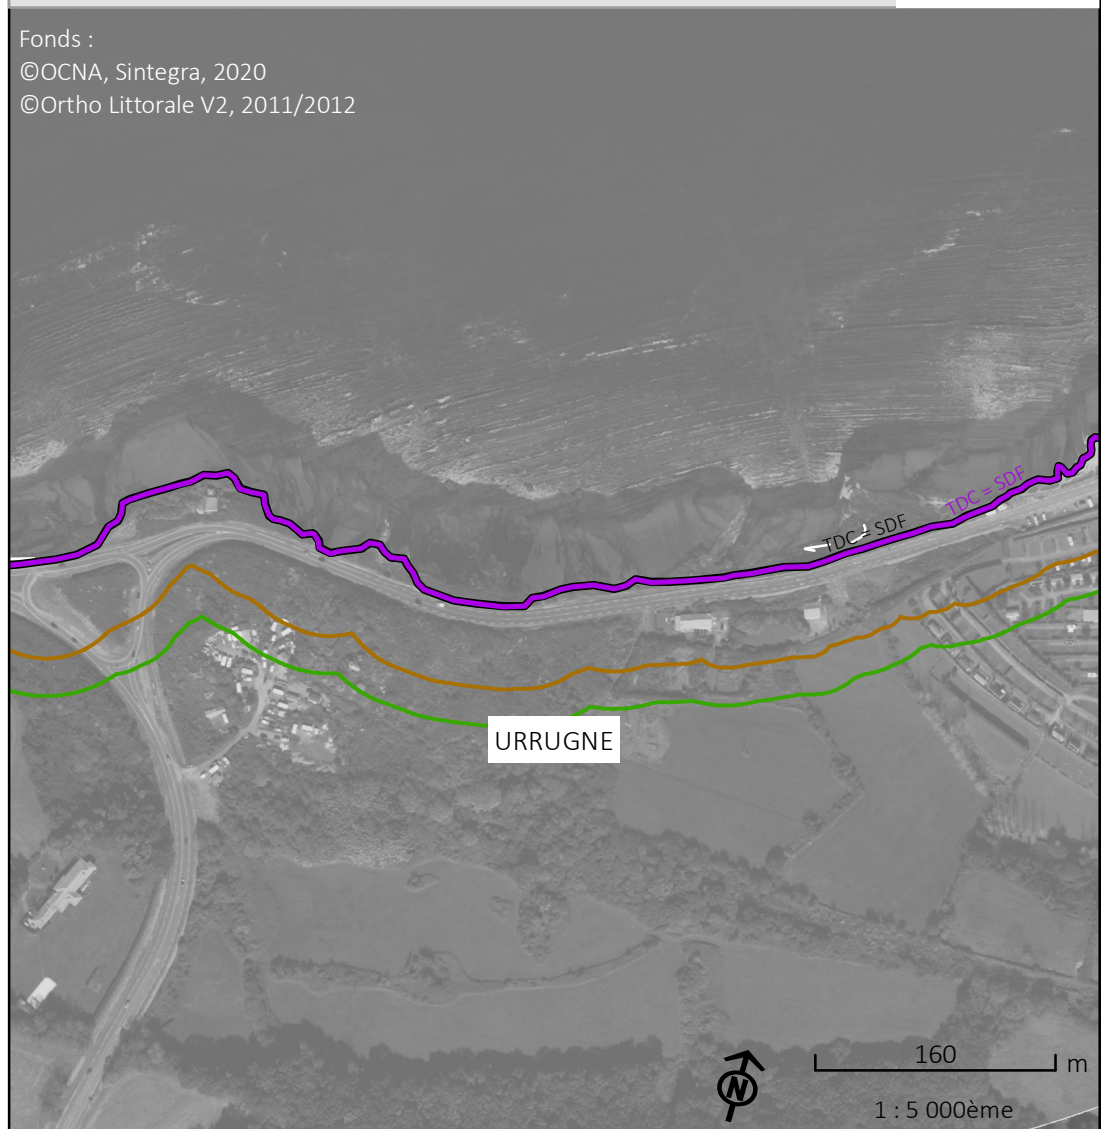 Fonds :
©OCNA, Sintegra, 2020
©Ortho Littorale V2, 2011/2012
TDC = SDF
TDC = SDF
URRUGNE
N
160
m
1 : 5 000ème